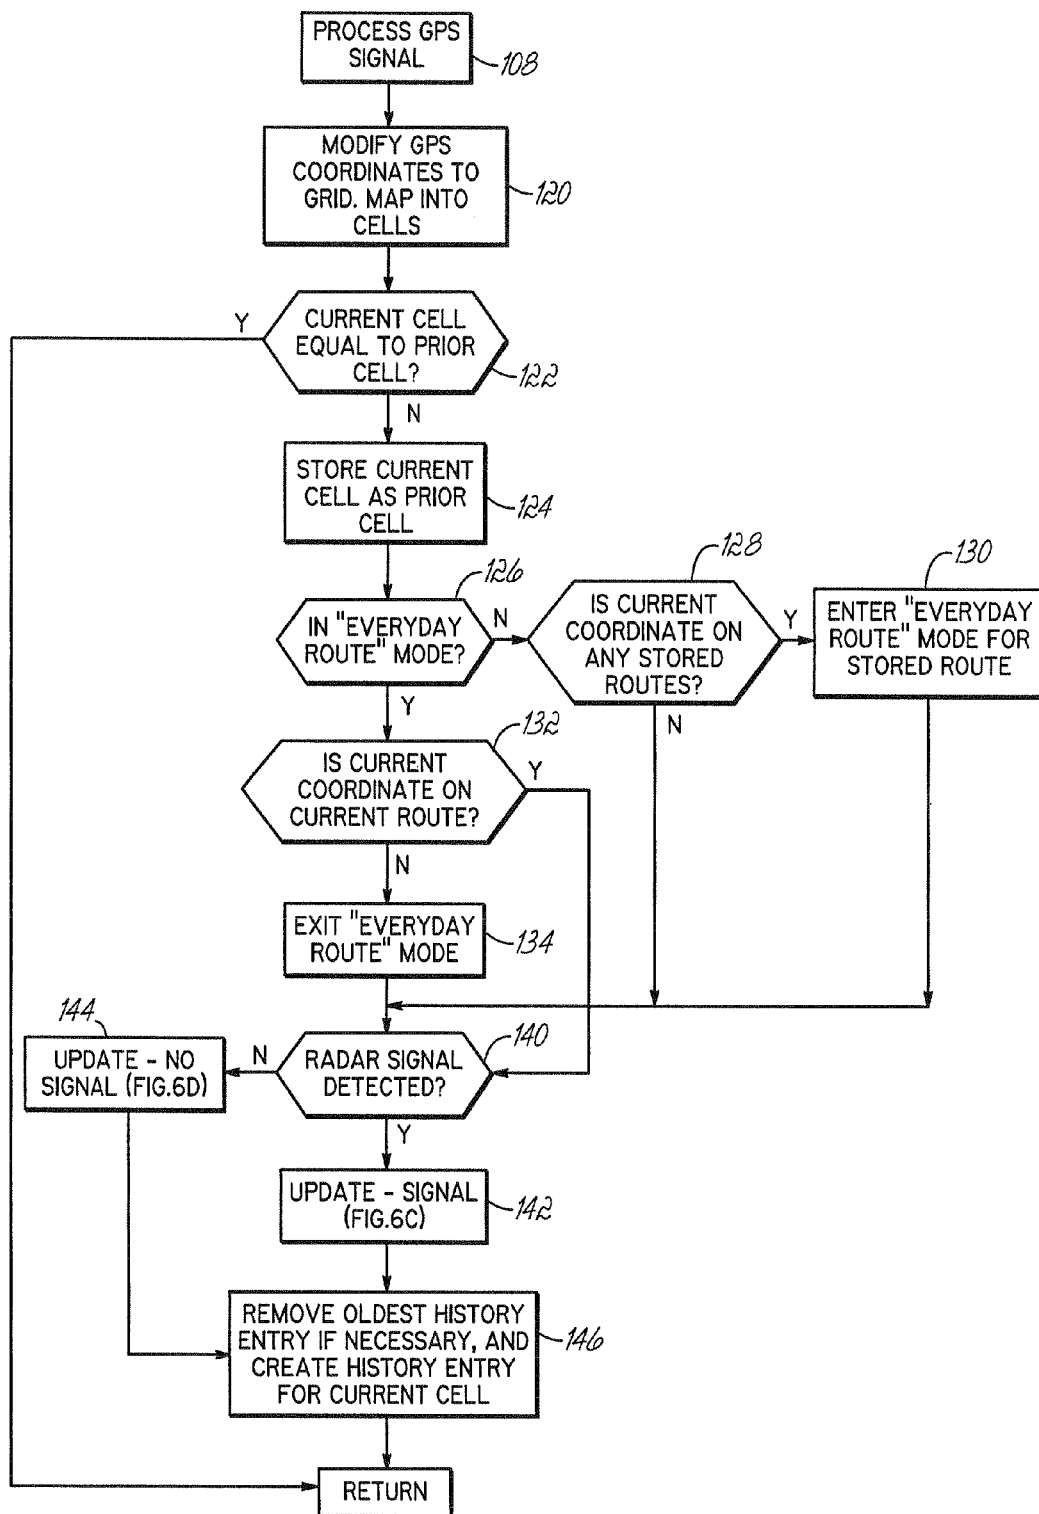 PROCESS GPS
SIGNAL
108
MODIFY GPS
COORDINATES TO
GRID. MAP INTO
CELLS
120
Y
CURRENT CELL
EQUAL TO PRIOR
CELL?
122
N
STORE CURRENT
CELL AS PRIOR
CELL
124
126
IN "EVERYDAY
ROUTE" MODE?
N
Y
128
IS CURRENT
COORDINATE ON
ANY STORED
ROUTES?
Y
N
130
ENTER "EVERYDAY
ROUTE" MODE FOR
STORED ROUTE
132
IS CURRENT
COORDINATE ON
CURRENT ROUTE?
Y
N
EXIT "EVERYDAY
ROUTE" MODE
134
144
UPDATE - NO
SIGNAL (FIG.6D)
N
RADAR SIGNAL
DETECTED?
140
Y
UPDATE - SIGNAL
(FIG.6C)
142
REMOVE OLDEST HISTORY
ENTRY IF NECESSARY, AND
CREATE HISTORY ENTRY
FOR CURRENT CELL
146
RETURN